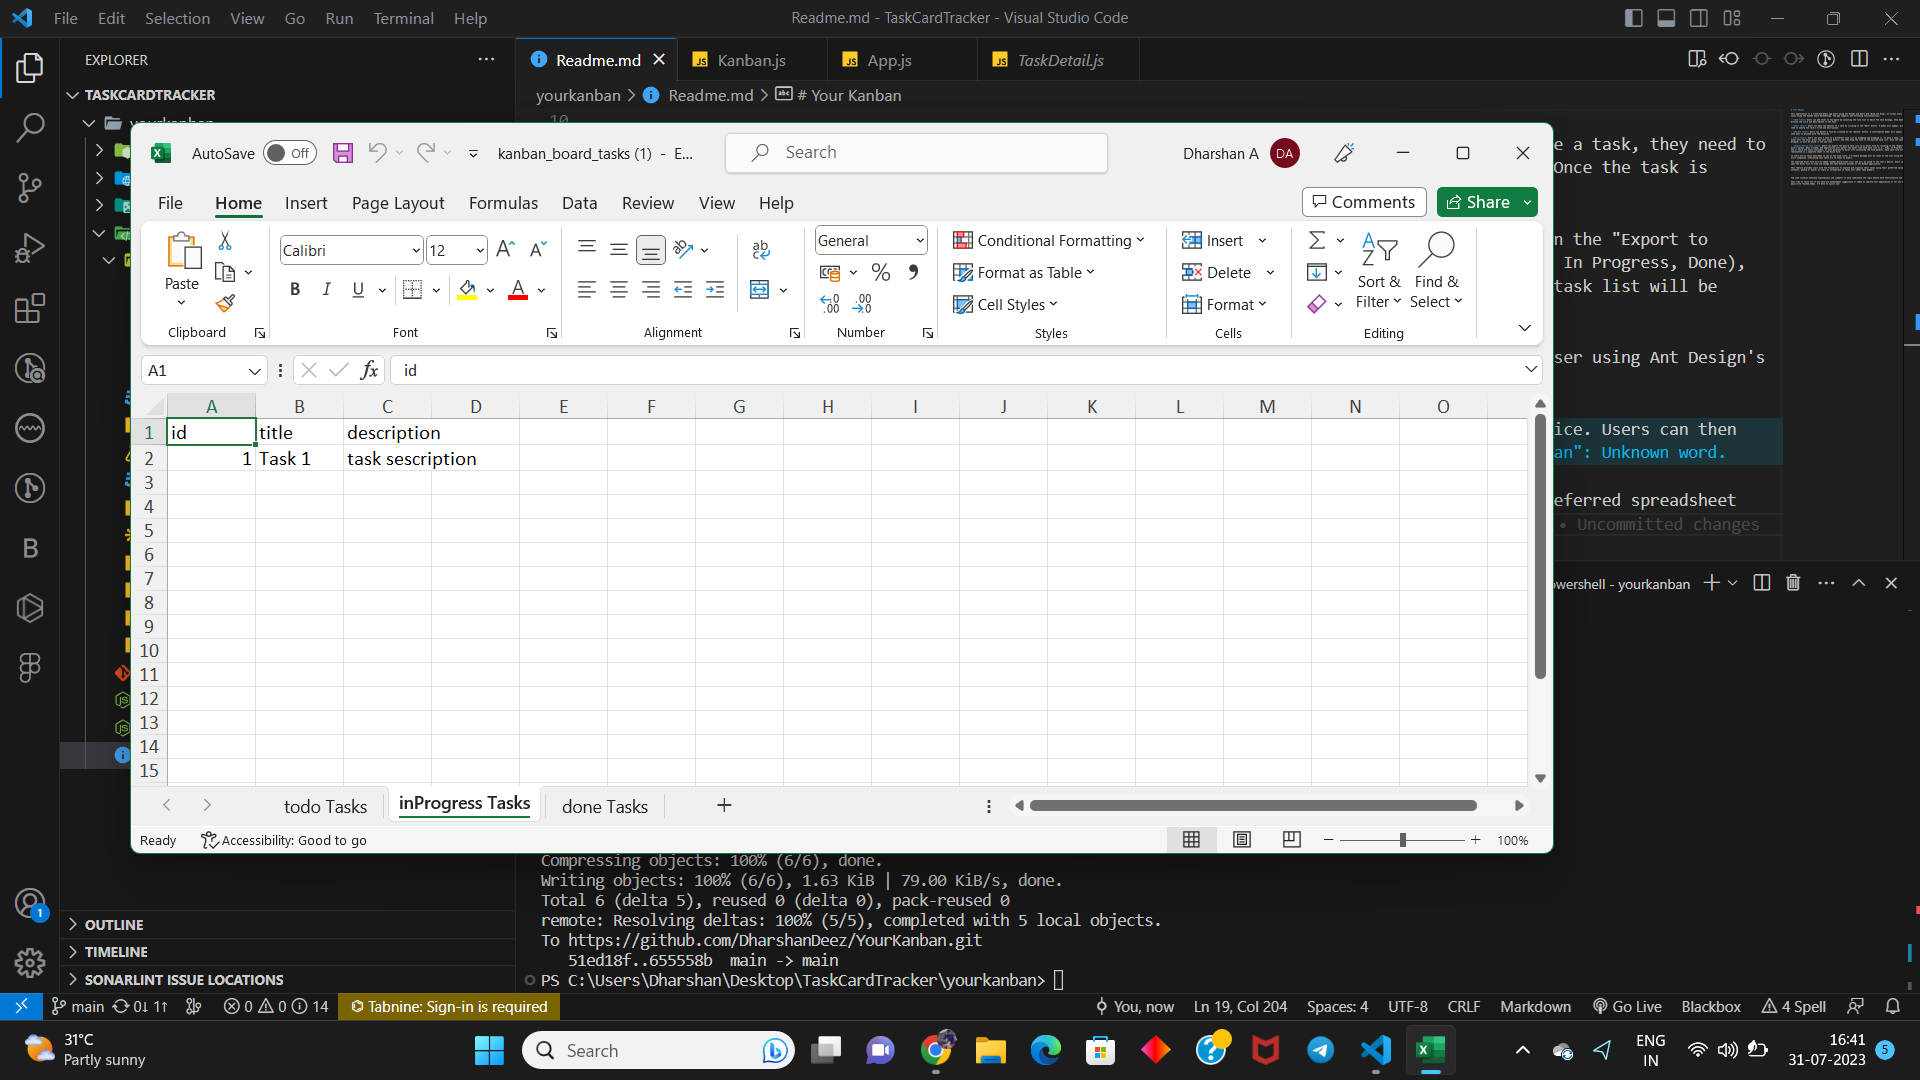 File Edit Selection View Go Run Terminal Help
Readme.md - TaskCardTracker - Visual Studio Code
EXPLORER
Readme.md
Kanban.js
App.js
TaskDetail.js
TASKCARDTRACKER
yourkanban > Readme.md > # Your Kanban
yourkanban
e a task, they need to
Once the task is
n the "Export to
In Progress, Done),
task list will be
ser using Ant Design's
ice. Users can then
an": Unknown word.
eferred spreadsheet
• Uncommitted changes
AutoSave Off
kanban_board_tasks (1) - E...
Search
Dharshan A DA
File Home Insert Page Layout Formulas Data Review View Help
Comments Share
Paste
Clipboard
Calibri 12
B I U
Font
Alignment
ab
General
Number
Conditional Formatting
Format as Table
Cell Styles
Styles
Insert
Delete
Format
Cells
Sort & Filter
Find & Select
Editing
A1 fx id
A B C D E F G H I J K L M N O
1 id title description
2 1 Task 1 task sescription
3
4
5
6
7
8
9
10
11
12
13
14
15
todo Tasks inProgress Tasks done Tasks
Ready Accessibility: Good to go 100%
owershell - yourkanban
Compressing objects: 100% (6/6), done.
Writing objects: 100% (6/6), 1.63 KiB | 79.00 KiB/s, done.
Total 6 (delta 5), reused 0 (delta 0), pack-reused 0
remote: Resolving deltas: 100% (5/5), completed with 5 local objects.
To https://github.com/DharshanDeez/YourKanban.git
51ed18f..655558b main -> main
PS C:\Users\Dharshan\Desktop\TaskCardTracker\yourkanban>
OUTLINE
TIMELINE
SONARLINT ISSUE LOCATIONS
main 0↓ 1↑ 0 0 14 Tabnine: Sign-in is required
You, now Ln 19, Col 204 Spaces: 4 UTF-8 CRLF Markdown Go Live Blackbox 4 Spell
31°C
Partly sunny
Search
ENG
IN
16:41
31-07-2023
5